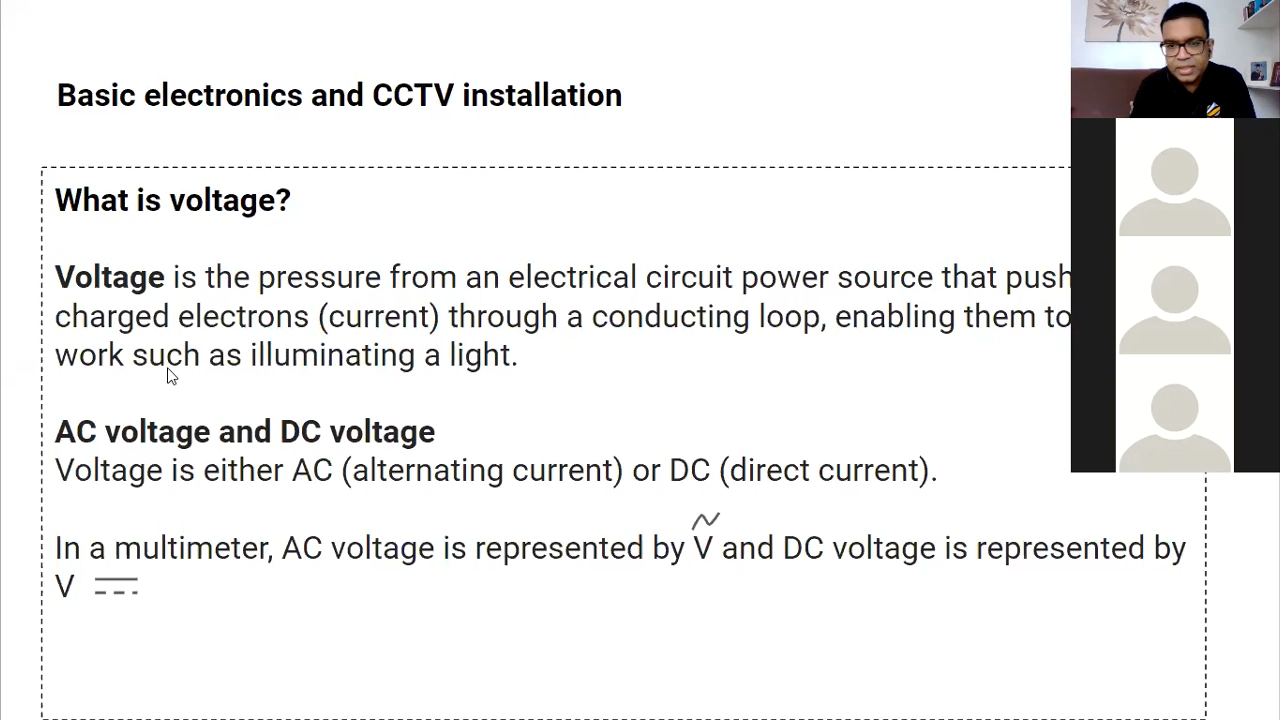 Basic electronics and CCTV installation
What is voltage?
Voltage is the pressure from an electrical circuit power source that push
charged electrons (current) through a conducting loop, enabling them to
work such as illuminating a light.
AC voltage and DC voltage
Voltage is either AC (alternating current) or DC (direct current).
In a multimeter, AC voltage is represented by V and DC voltage is represented by
V